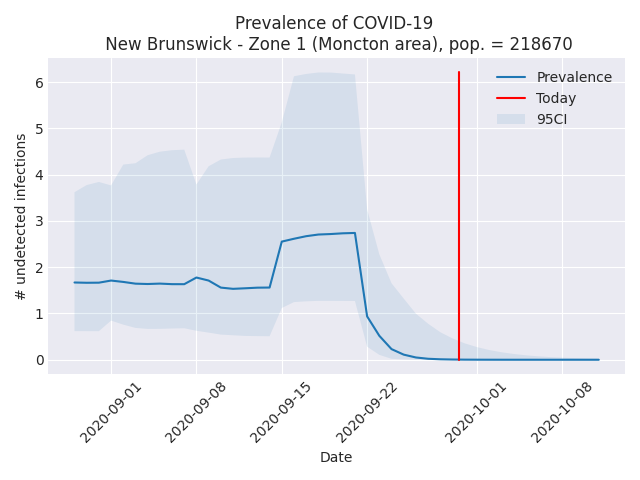 Prevalence of COVID-19
New Brunswick - Zone 1 (Moncton area), pop. = 218670
# undetected infections
6
5
4
3
2
1
0
Prevalence
Today
95CI
2020-09-01
2020-09-08
2020-09-15
2020-09-22
2020-10-01
2020-10-08
Date